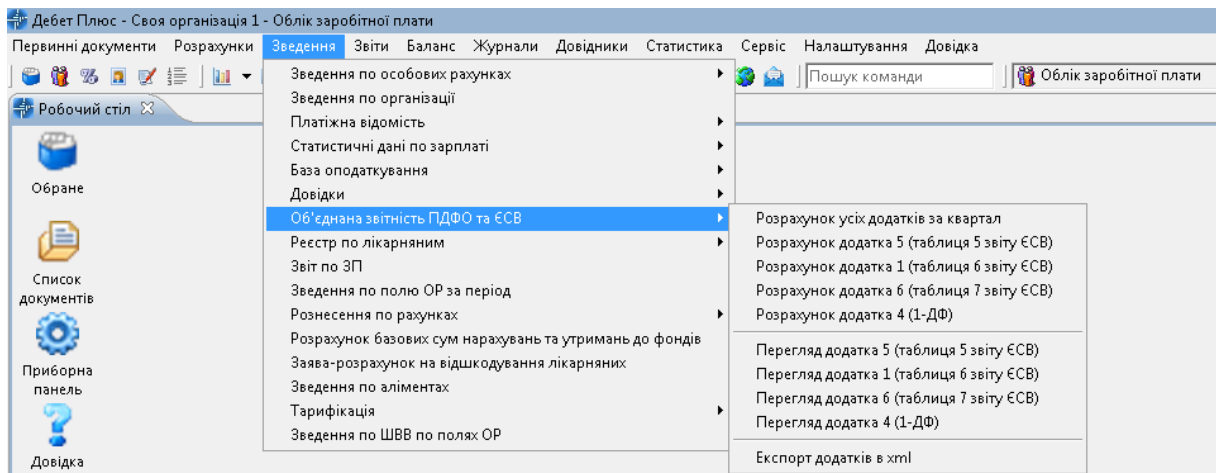 Дебет Плюс - Своя організація 1 - Облік заробітної плати
Первинні документи Розрахунки Зведення Звіти Баланс Журнали Довідники Статистика Сервіс Налаштування Довідка
Пошук команди Облік заробітної плати
Робочий стіл
Обране
Список
документів
Приборна
панель
Довідка
Зведення по особових рахунках
Зведення по організації
Платіжна відомість
Статистичні дані по зарплаті
База оподаткування
Довідки
Об'єднана звітність ПДФО та ЄСВ
Реєстр по лікарняним
Звіт по ЗП
Зведення по полю ОР за період
Рознесення по рахунках
Розрахунок базових сум нарахувань та утримань до фондів
Заява-розрахунок на відшкодування лікарняних
Зведення по аліментах
Тарифікація
Зведення по ШВВ по полях ОР
Розрахунок усіх додатків за квартал
Розрахунок додатка 5 (таблиця 5 звіту ЄСВ)
Розрахунок додатка 1 (таблиця 6 звіту ЄСВ)
Розрахунок додатка 6 (таблиця 7 звіту ЄСВ)
Розрахунок додатка 4 (1-ДФ)
Перегляд додатка 5 (таблиця 5 звіту ЄСВ)
Перегляд додатка 1 (таблиця 6 звіту ЄСВ)
Перегляд додатка 6 (таблиця 7 звіту ЄСВ)
Перегляд додатка 4 (1-ДФ)
Експорт додатків в xml